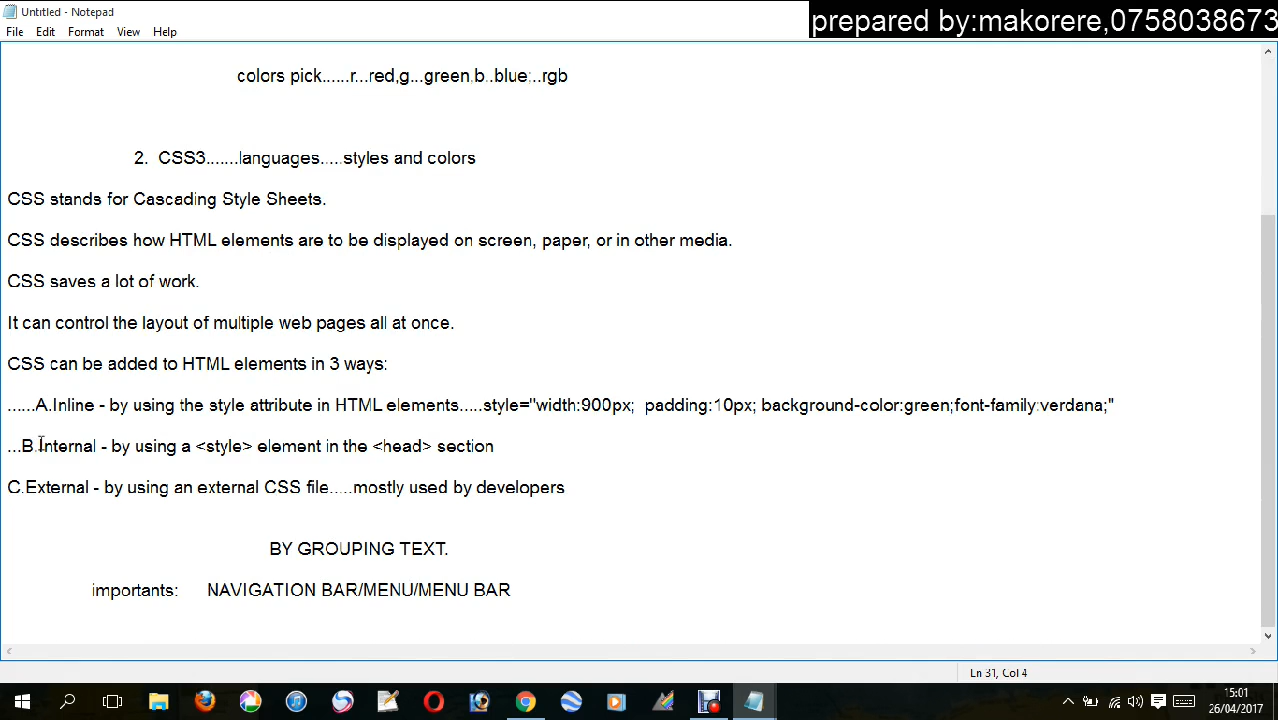 Untitled - Notepad
prepared by:makorere,0758038673
File Edit Format View Help
colors pick......r...red,g...green.b..blue:..rgb
2. CSS3.......languages.....styles and colors
CSS stands for Cascading Style Sheets.
CSS describes how HTML elements are to be displayed on screen, paper, or in other media.
CSS saves a lot of work.
It can control the layout of multiple web pages all at once.
CSS can be added to HTML elements in 3 ways:
......A.Inline - by using the style attribute in HTML elements.....style="width:900px; padding:10px; background-color:green;font-family:verdana;"
...B.Internal - by using a <style> element in the <head> section
C.External - by using an external CSS file.....mostly used by developers
BY GROUPING TEXT.
importants: NAVIGATION BAR/MENU/MENU BAR
Ln 31, Col 4
15:01
26/04/2017